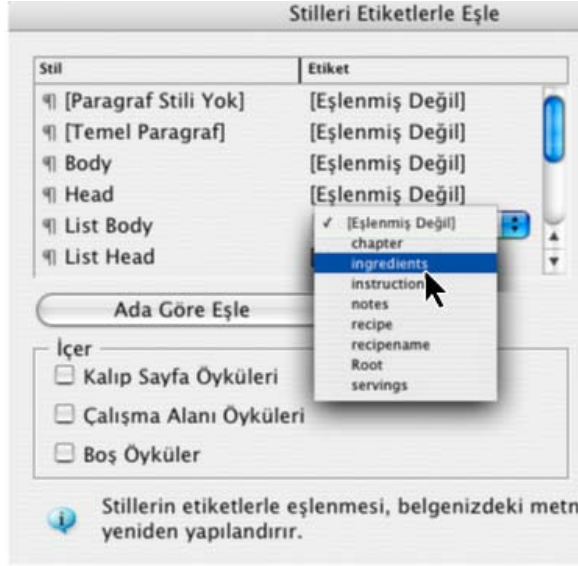 Stilleri Etiketlerle Eşle
Stil Etiket
¶ [Paragraf Stili Yok] [Eşlenmiş Değil]
¶ [Temel Paragraf] [Eşlenmiş Değil]
¶ Body [Eşlenmiş Değil]
¶ Head [Eşlenmiş Değil]
¶ List Body
¶ List Head
✓ [Eşlenmiş Değil]
chapter
ingredients
instruction
notes
recipe
recipename
Root
servings
Ada Göre Eşle
İçer
Kalıp Sayfa Öyküleri
Çalışma Alanı Öyküleri
Boş Öyküler
Stillerin etiketlerle eşlenmesi, belgenizdeki metn
yeniden yapılandırır.